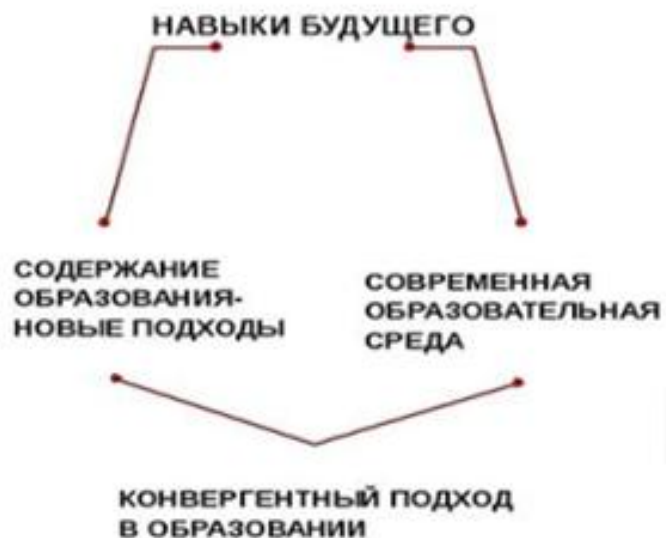 НАВЫКИ БУДУЩЕГО
СОДЕРЖАНИЕ
ОБРАЗОВАНИЯ-
НОВЫЕ ПОДХОДЫ
СОВРЕМЕННАЯ
ОБРАЗОВАТЕЛЬНАЯ
СРЕДА
КОНВЕРГЕНТНЫЙ ПОДХОД
В ОБРАЗОВАНИИ